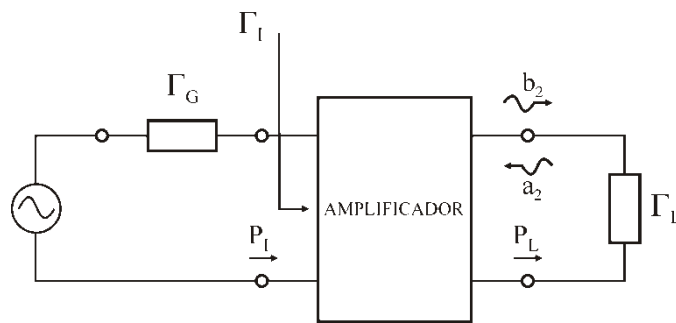 Γ_I
Γ_G
b_2
a_2
AMPLIFICADOR
Γ_L
P_I
P_L